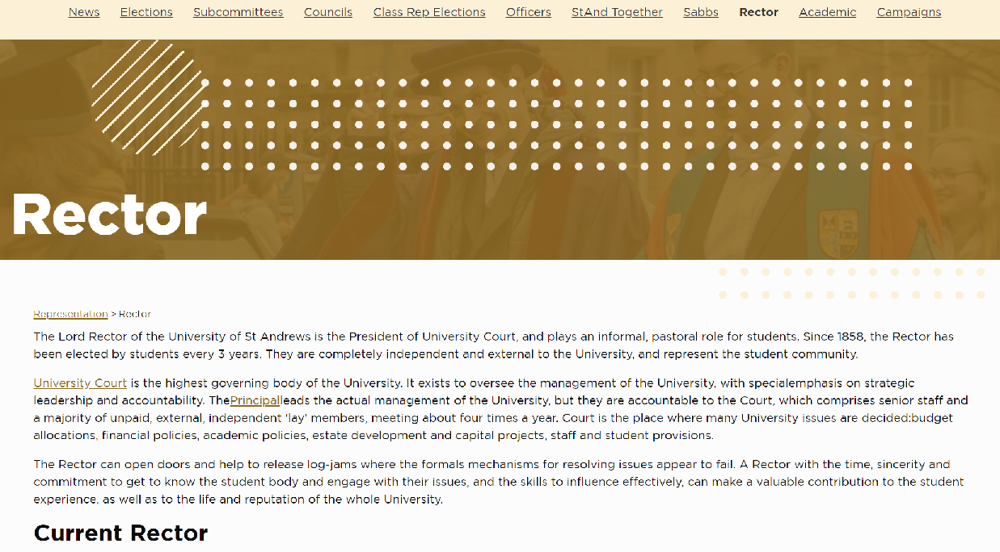 News Elections Subcommittees Councils Class Rep Elections Officers StAnd Together Sabbs Rector Academic Campaigns
Rector
Representation > Rector
The Lord Rector of the University of St Andrews is the President of University Court, and plays an informal, pastoral role for students. Since 1858, the Rector has
been elected by students every 3 years. They are completely independent and external to the University, and represent the student community.
University Court is the highest governing body of the University. It exists to oversee the management of the University, with specialemphasis on strategic
leadership and accountability. ThePrincipalleads the actual management of the University, but they are accountable to the Court, which comprises senior staff and
a majority of unpaid, external, independent 'lay' members, meeting about four times a year. Court is the place where many University issues are decided:budget
allocations, financial policies, academic policies, estate development and capital projects, staff and student provisions.
The Rector can open doors and help to release log-jams where the formals mechanisms for resolving issues appear to fail. A Rector with the time, sincerity and
commitment to get to know the student body and engage with their issues, and the skills to influence effectively, can make a valuable contribution to the student
experience, as well as to the life and reputation of the whole University.
Current Rector